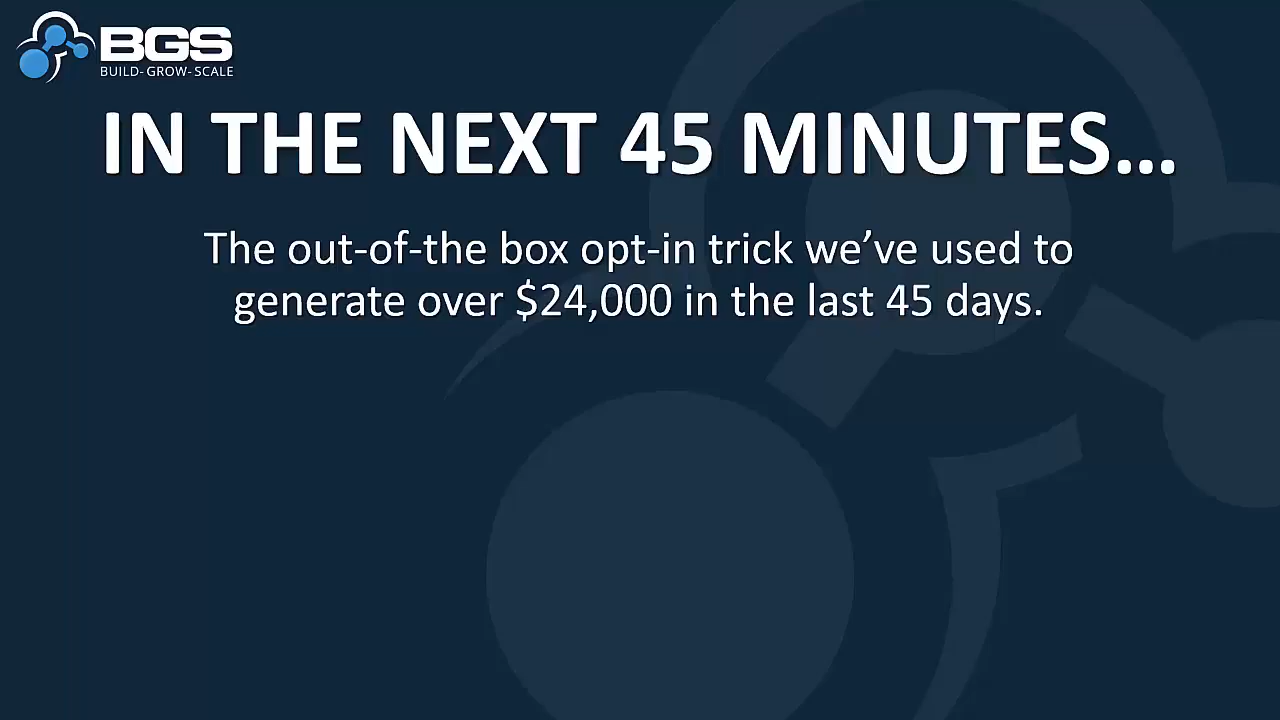 BGS
BUILD-GROW-SCALE
IN THE NEXT 45 MINUTES...
The out-of-the box opt-in trick we’ve used to
generate over $24,000 in the last 45 days.